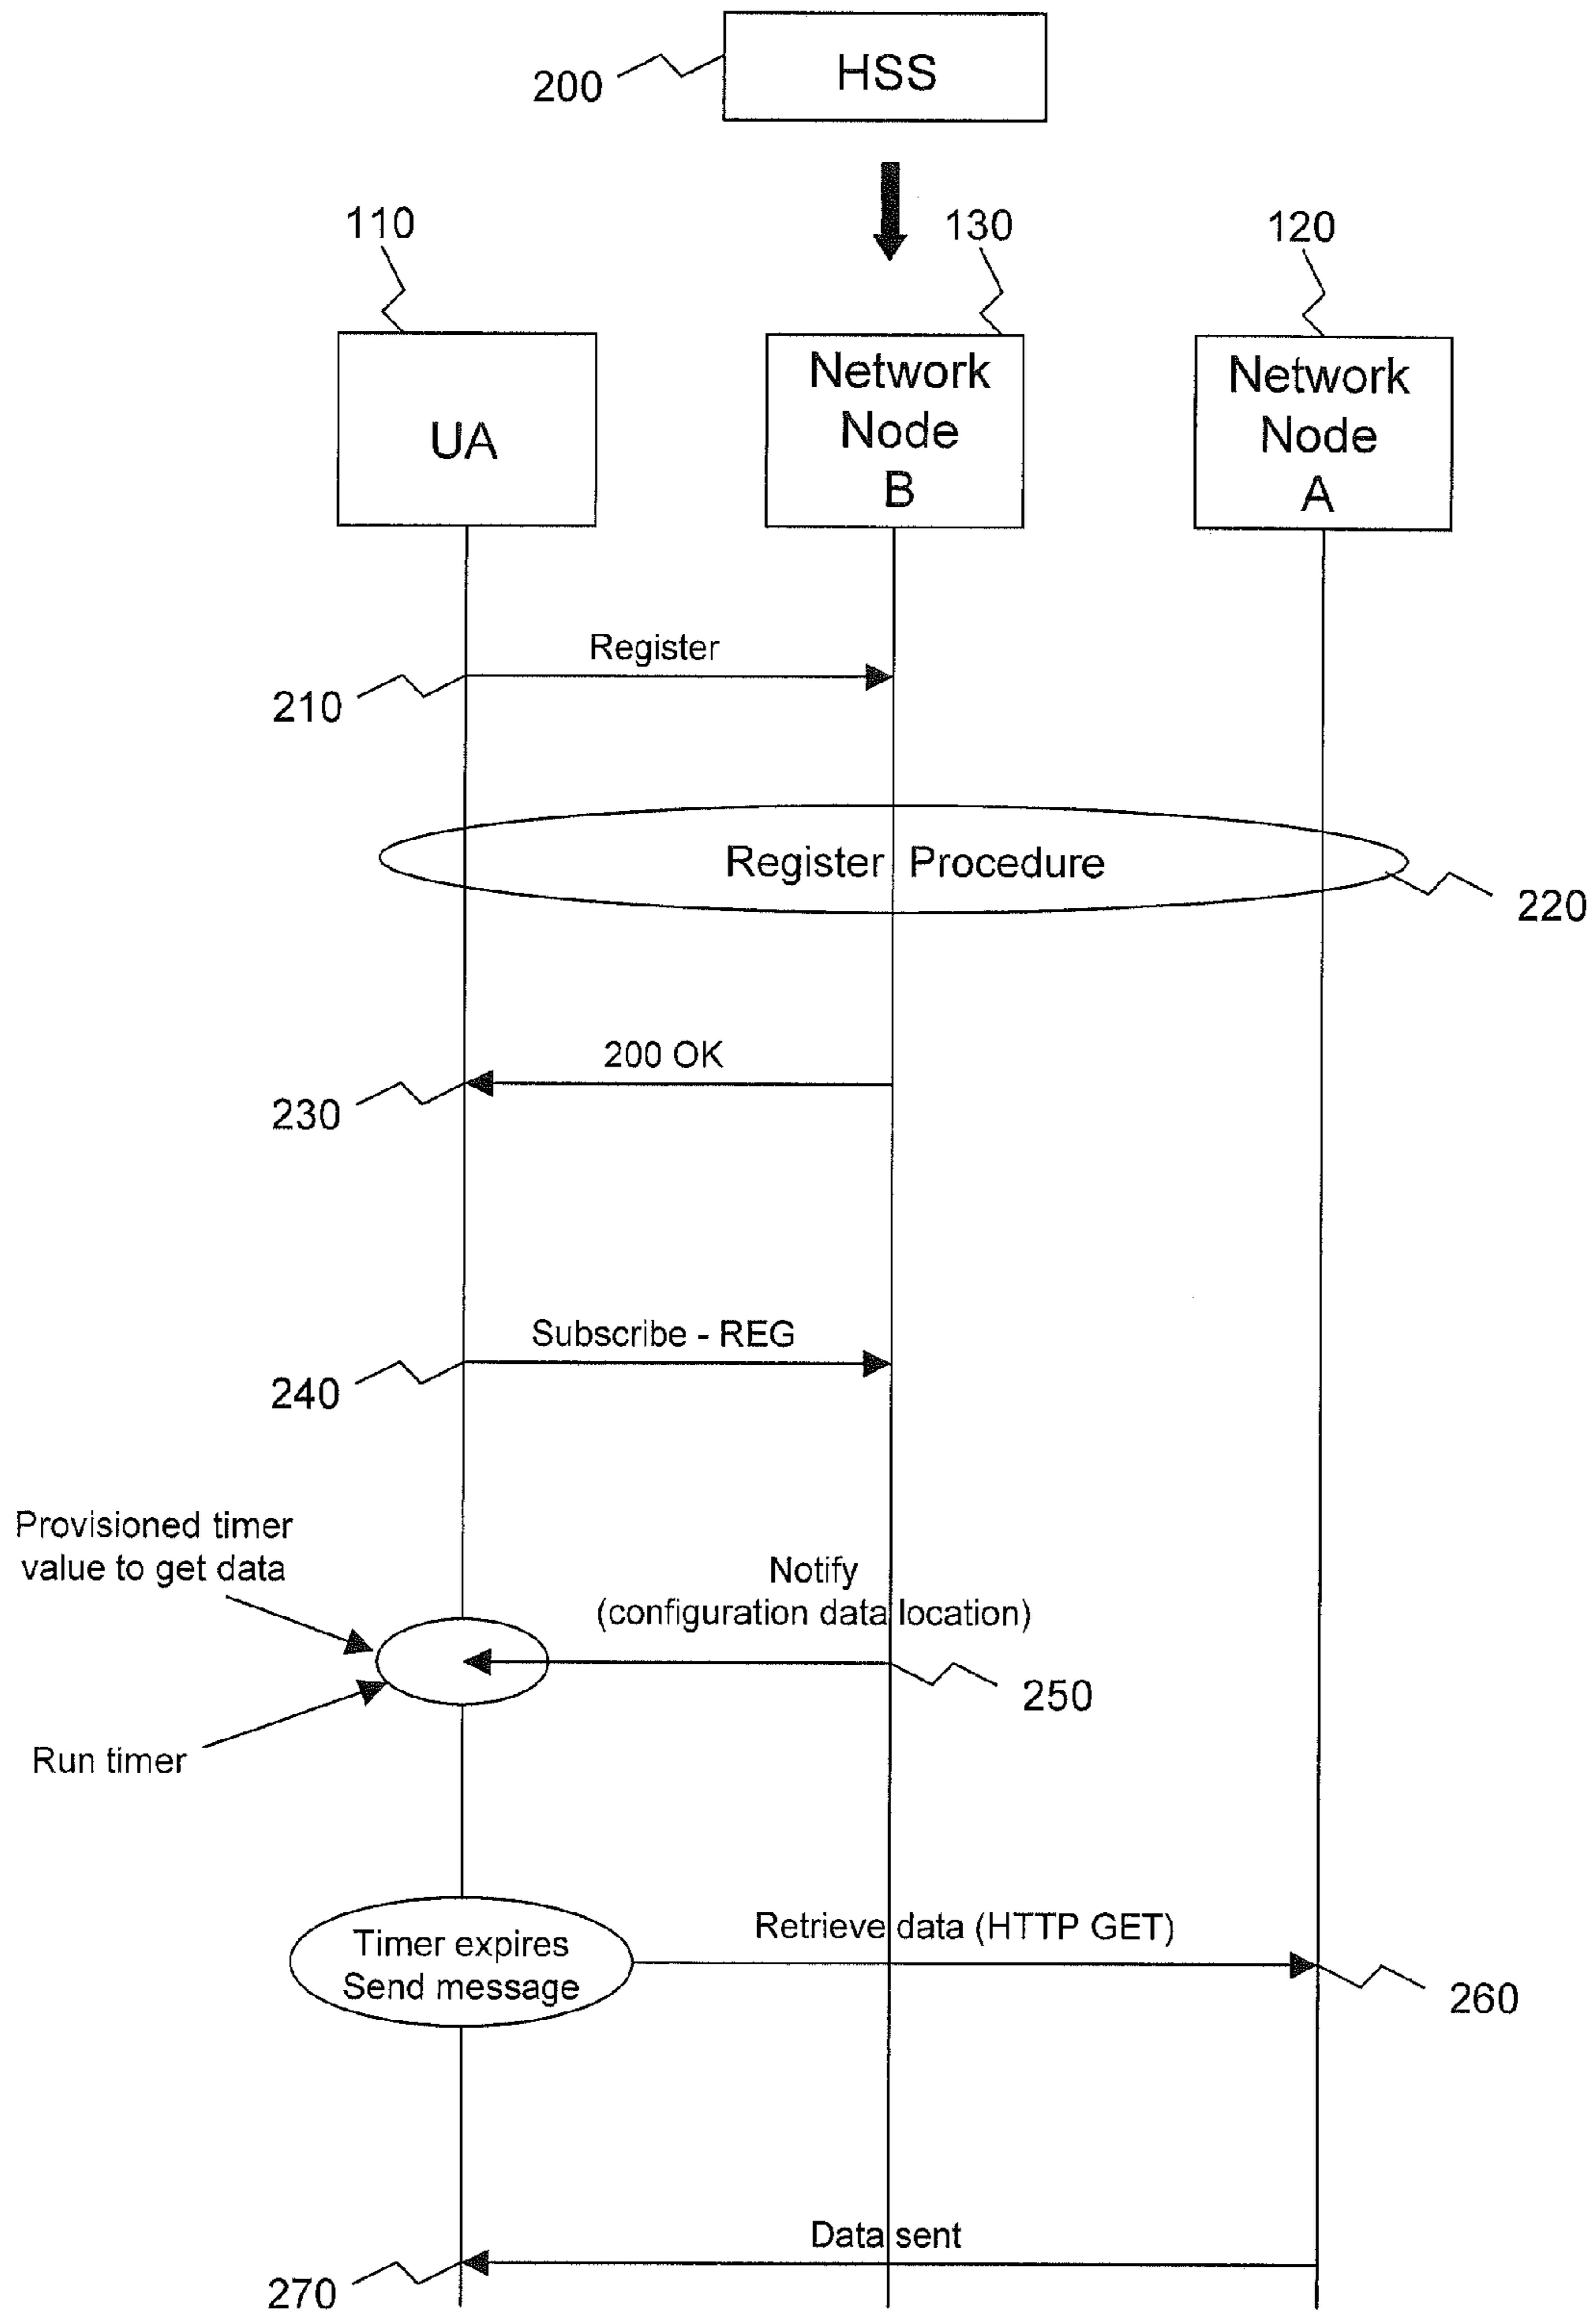 HSS
200
110
130
120
UA
Network
Node
B
Network
Node
A
Register
210
Register Procedure
220
200 OK
230
Subscribe - REG
240
Provisioned timer
value to get data
Notify
(configuration data location)
250
Run timer
Timer expires
Send message
Retrieve data (HTTP GET)
260
Data sent
270